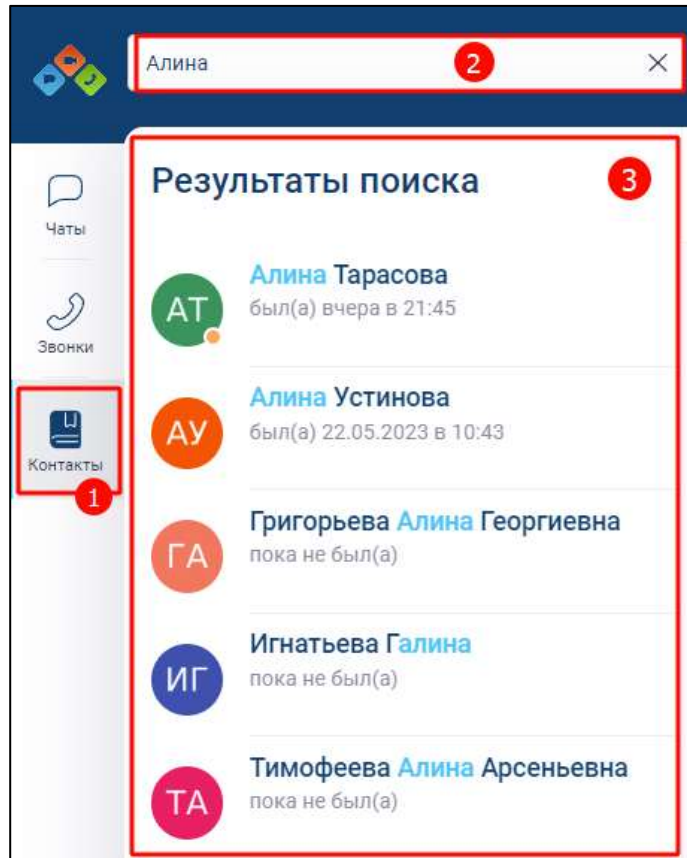 Алина
2
Результаты поиска
3
Чаты
Звонки
Контакты
1
АТ
Алина Тарасова
был(а) вчера в 21:45
АУ
Алина Устинова
был(а) 22.05.2023 в 10:43
ГА
Григорьева Алина Георгиевна
пока не был(а)
ИГ
Игнатьева Галина
пока не был(а)
ТА
Тимофеева Алина Арсеньевна
пока не был(а)